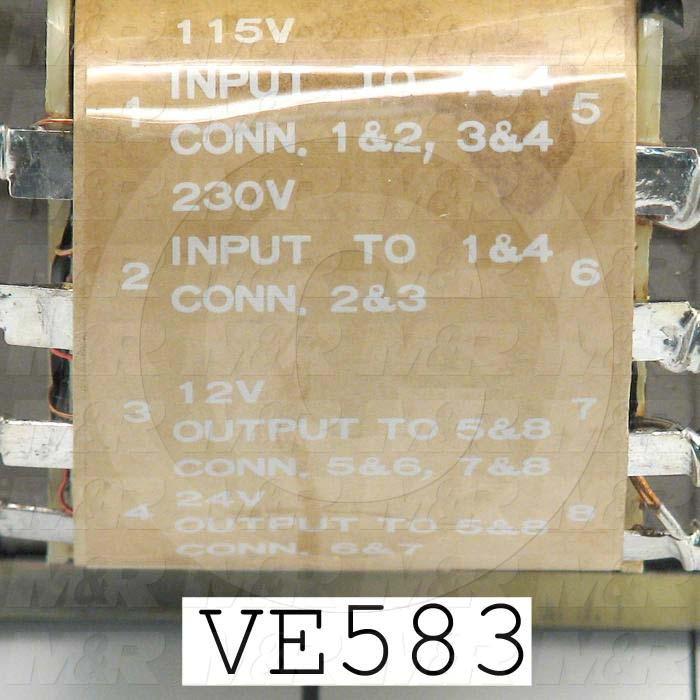 115V
INPUT TO 1&4
1 5
CONN. 1&2, 3&4
230V
INPUT TO 1&4
2 6
CONN. 2&3
12V
3 7
OUTPUT TO 5&8
CONN. 5&6, 7&8
24V
4 8
OUTPUT TO 5&8
CONN. 6&7
VE583
M&R